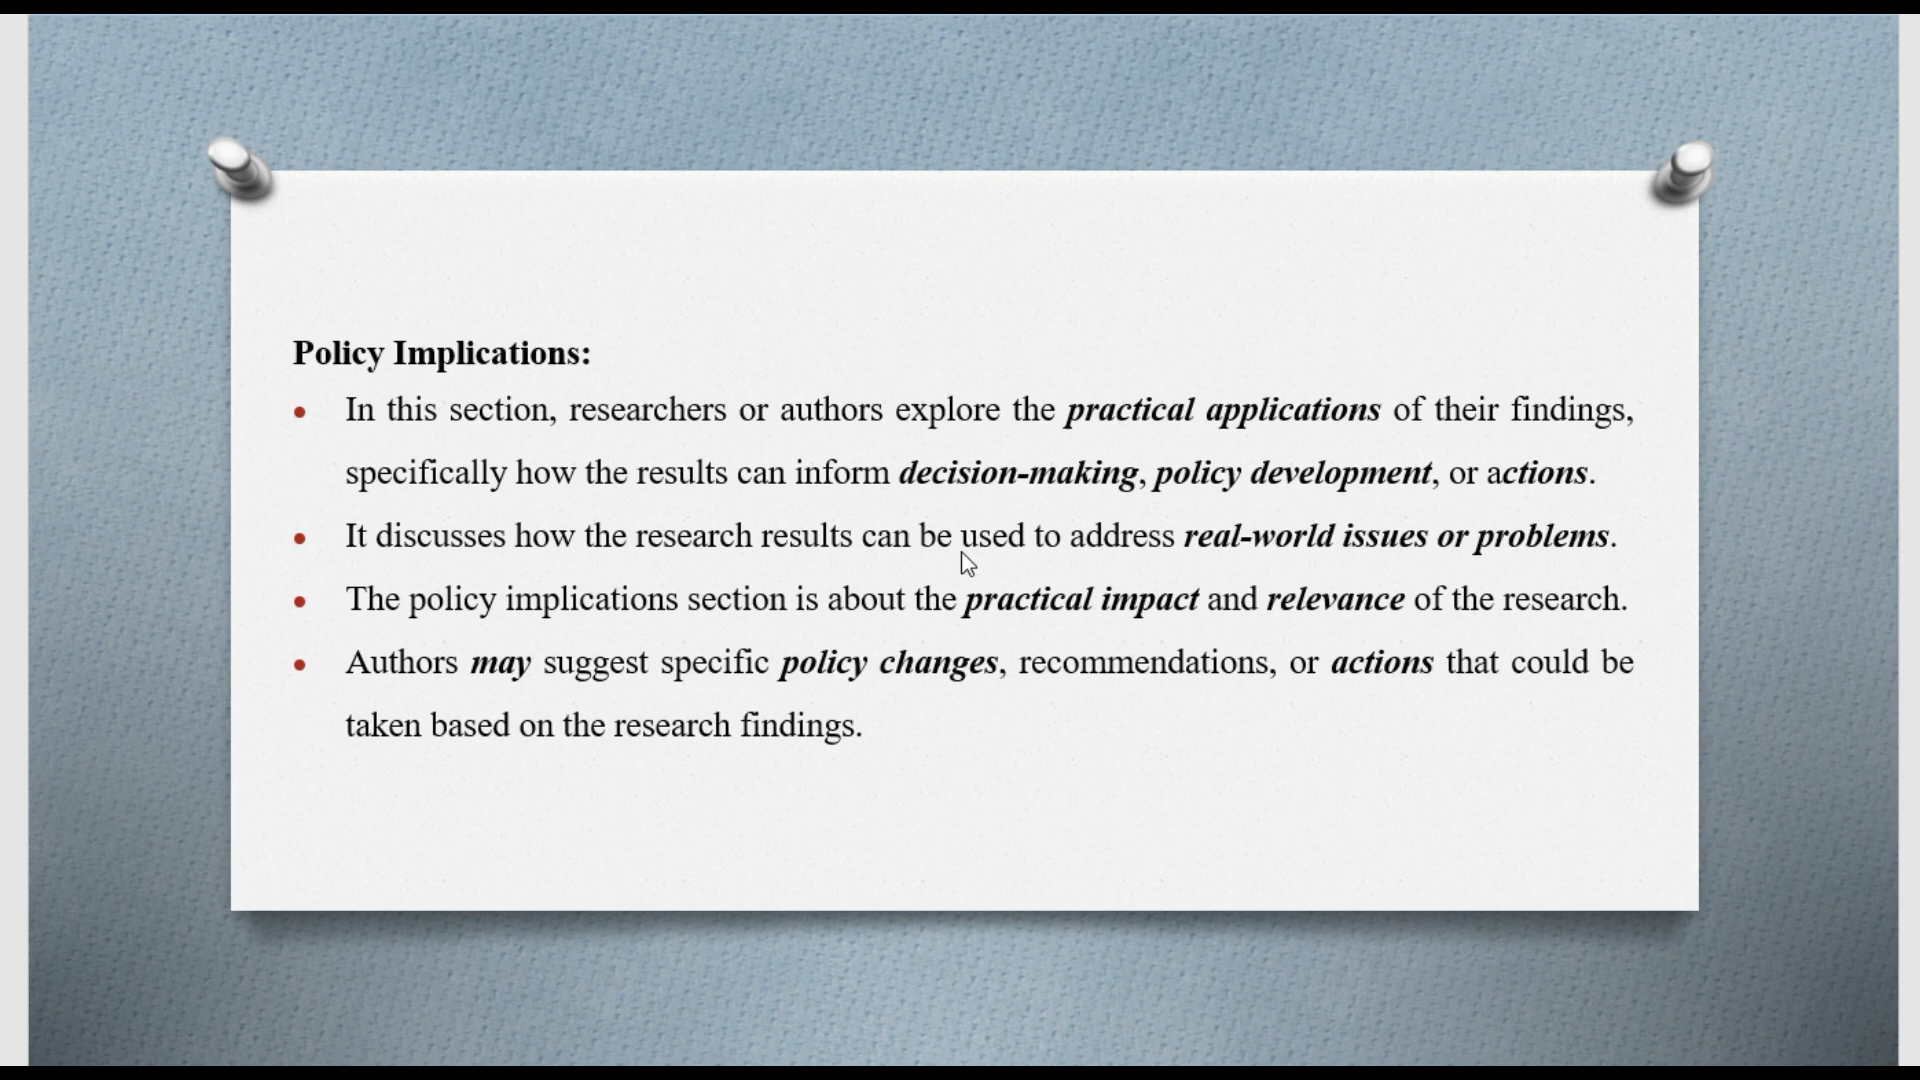 Policy Implications:
• In this section, researchers or authors explore the practical applications of their findings,
specifically how the results can inform decision-making, policy development, or actions.
• It discusses how the research results can be used to address real-world issues or problems.
• The policy implications section is about the practical impact and relevance of the research.
• Authors may suggest specific policy changes, recommendations, or actions that could be
taken based on the research findings.